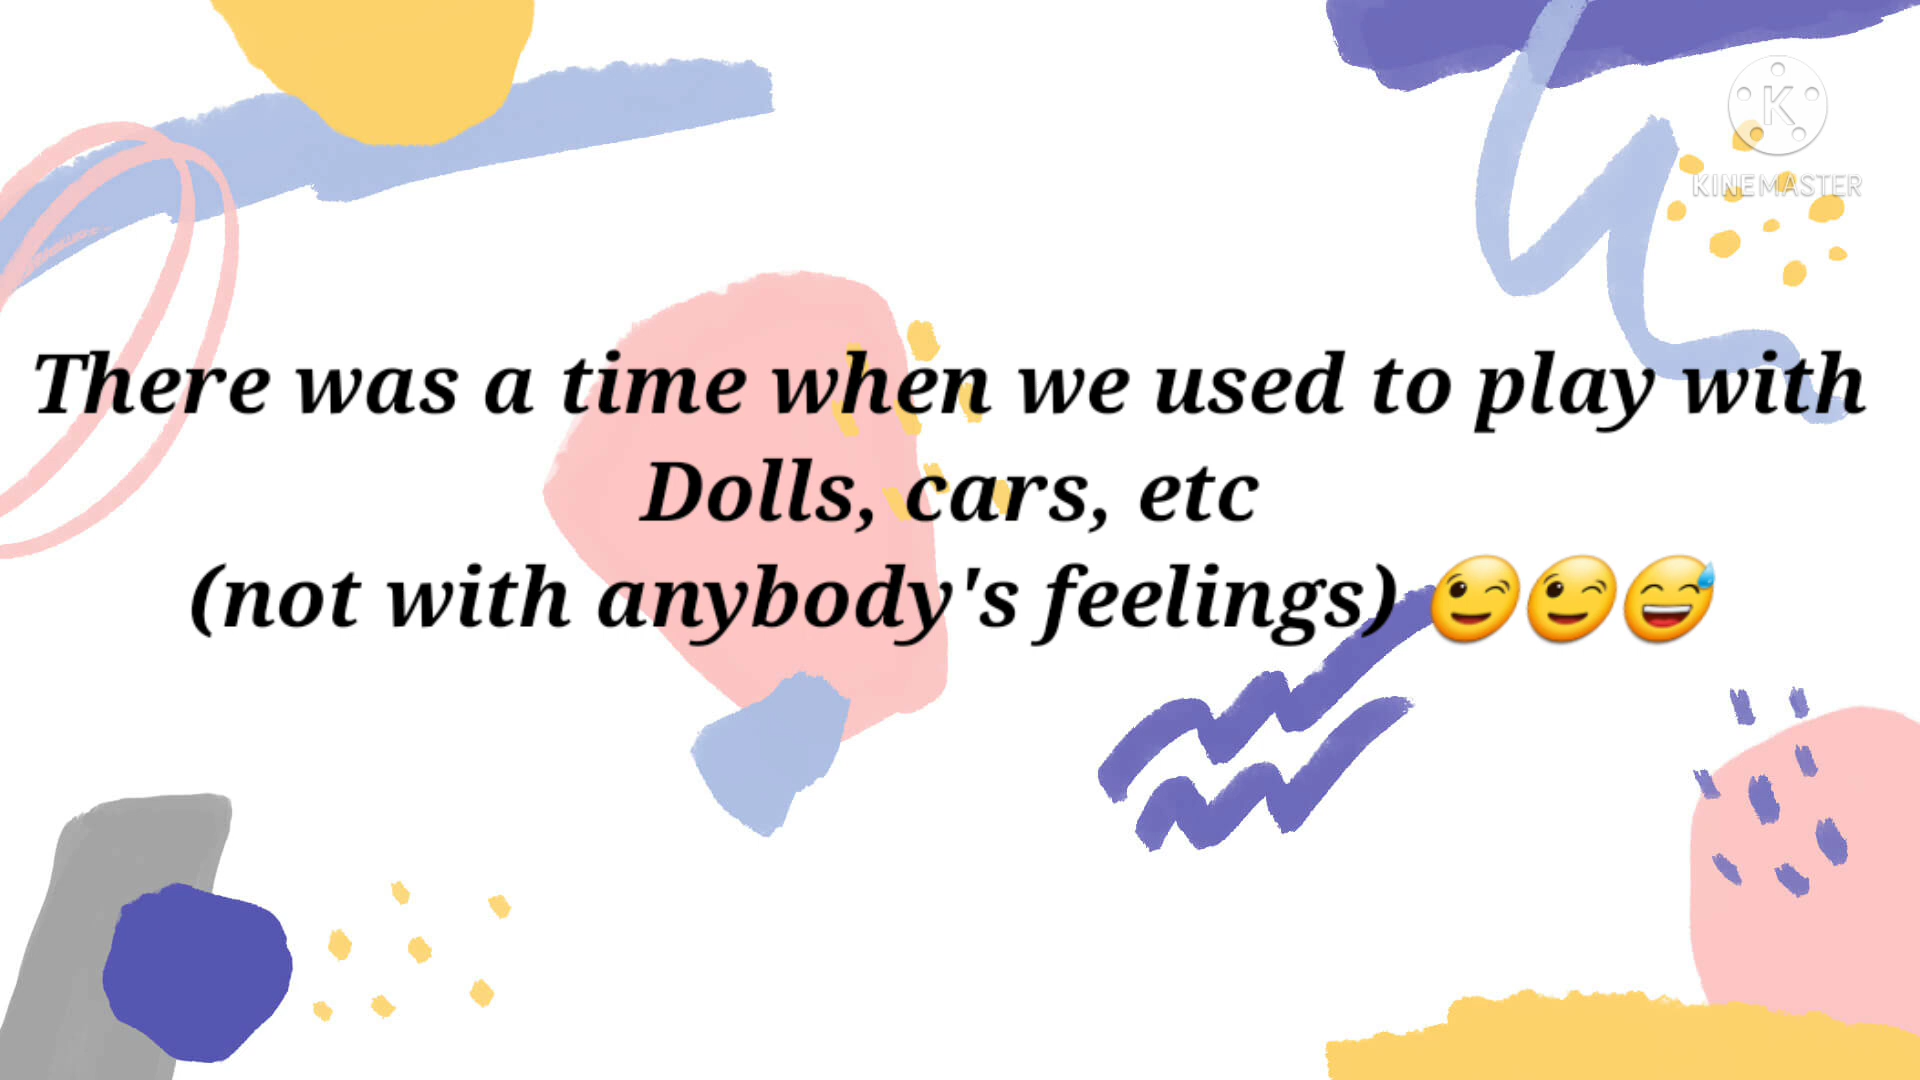 K
KINEMASTER
There was a time when we used to play with
Dolls, cars, etc
(not with anybody's feelings) 😉😉😅